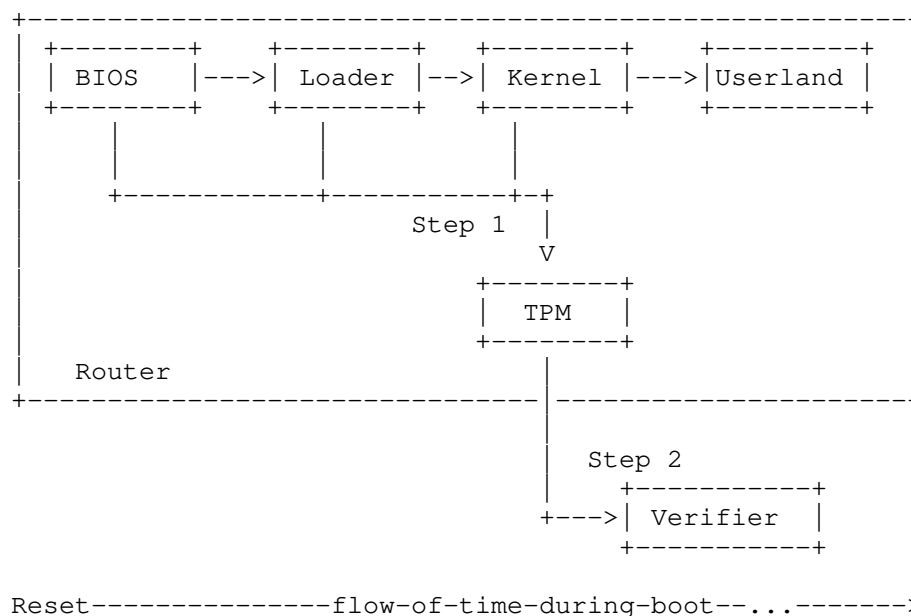 BIOS Loader Kernel Userland
Step 1
TPM
Router
Step 2
Verifier
Reset---------------flow-of-time-during-boot--...------->